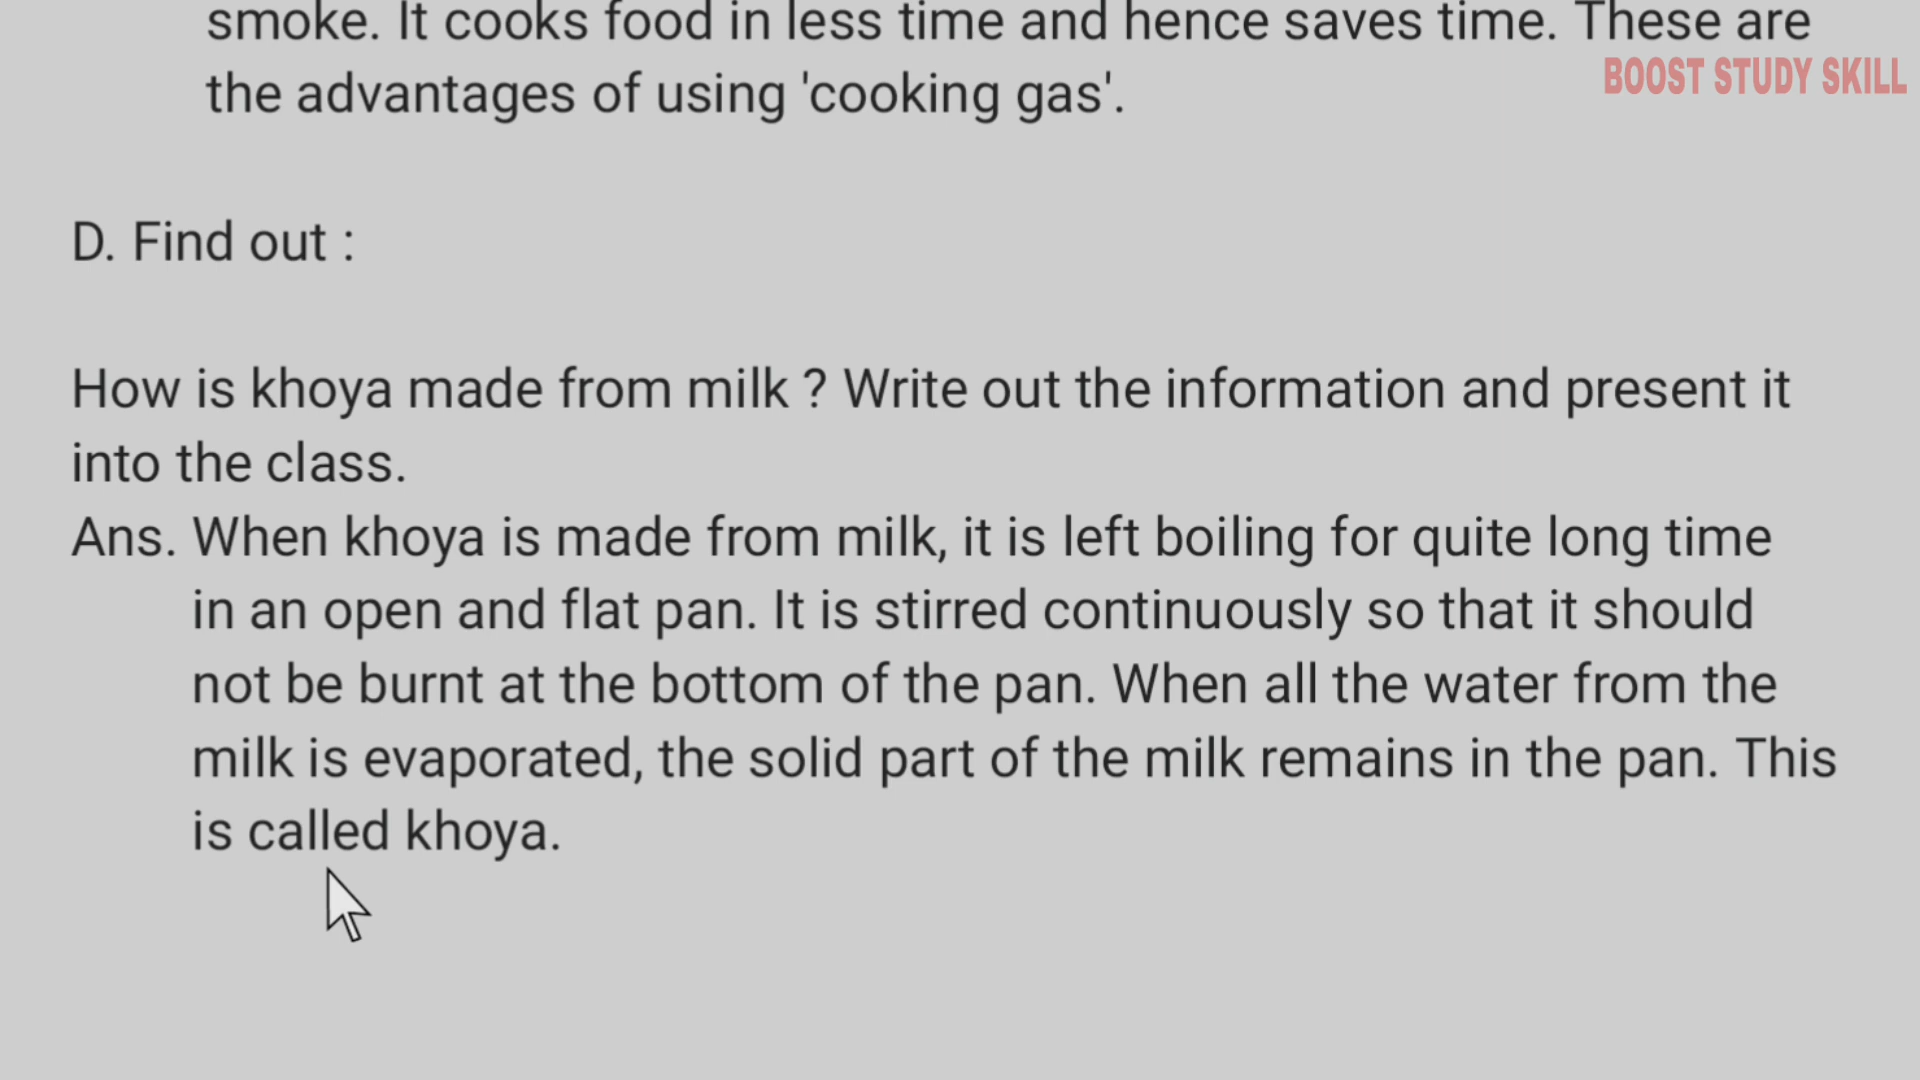 smoke. It cooks food in less time and hence saves time. These are
BOOST STUDY SKILL
the advantages of using 'cooking gas'.
D. Find out :
How is khoya made from milk ? Write out the information and present it
into the class.
Ans. When khoya is made from milk, it is left boiling for quite long time
in an open and flat pan. It is stirred continuously so that it should
not be burnt at the bottom of the pan. When all the water from the
milk is evaporated, the solid part of the milk remains in the pan. This
is called khoya.